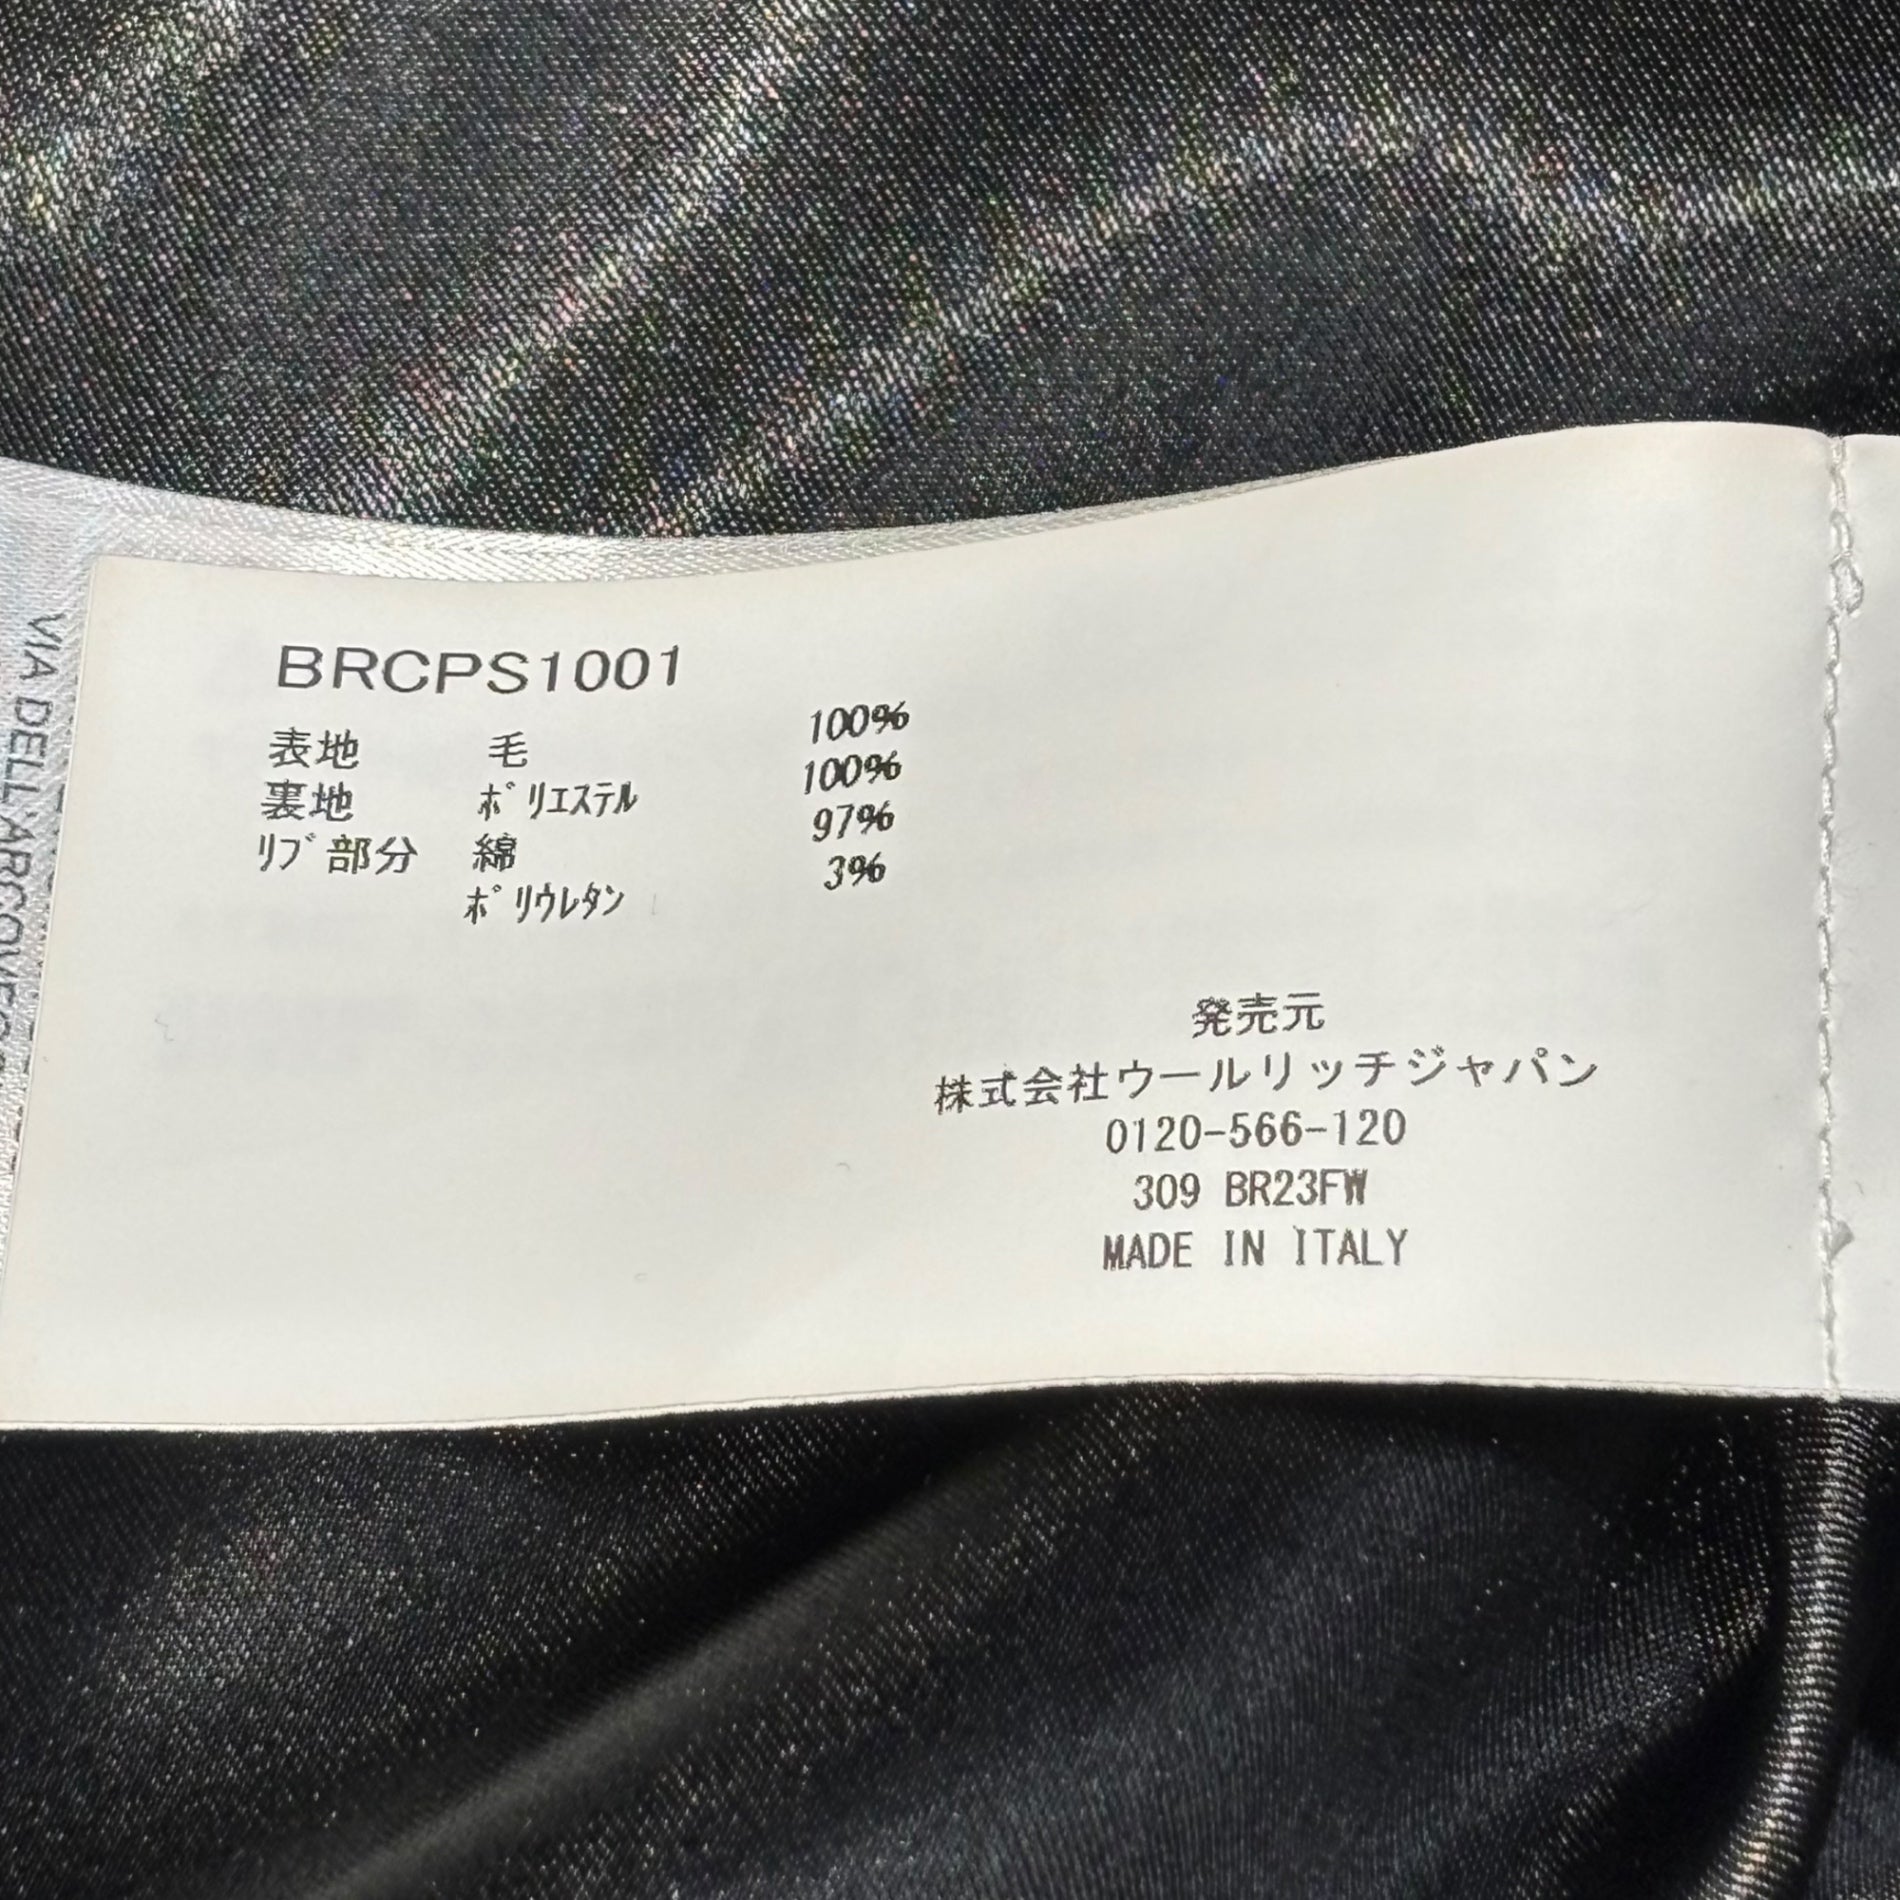 BRCPS1001
表地 毛 100%
裏地 ポリエステル 100%
リブ部分 綿 97%
ポリウレタン 3%
発売元
株式会社ウールリッチジャパン
0120-566-120
309 BR23FW
MADE IN ITALY
VIA DELL'ARCOVE